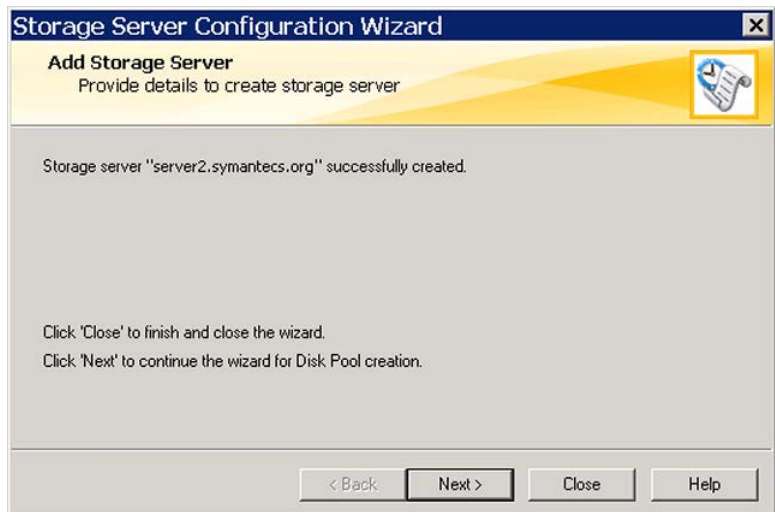 Storage Server Configuration Wizard
Add Storage Server
Provide details to create storage server
Storage server "server2.symantecs.org" successfully created.
Click 'Close' to finish and close the wizard.
Click 'Next' to continue the wizard for Disk Pool creation.
< Back Next > Close Help